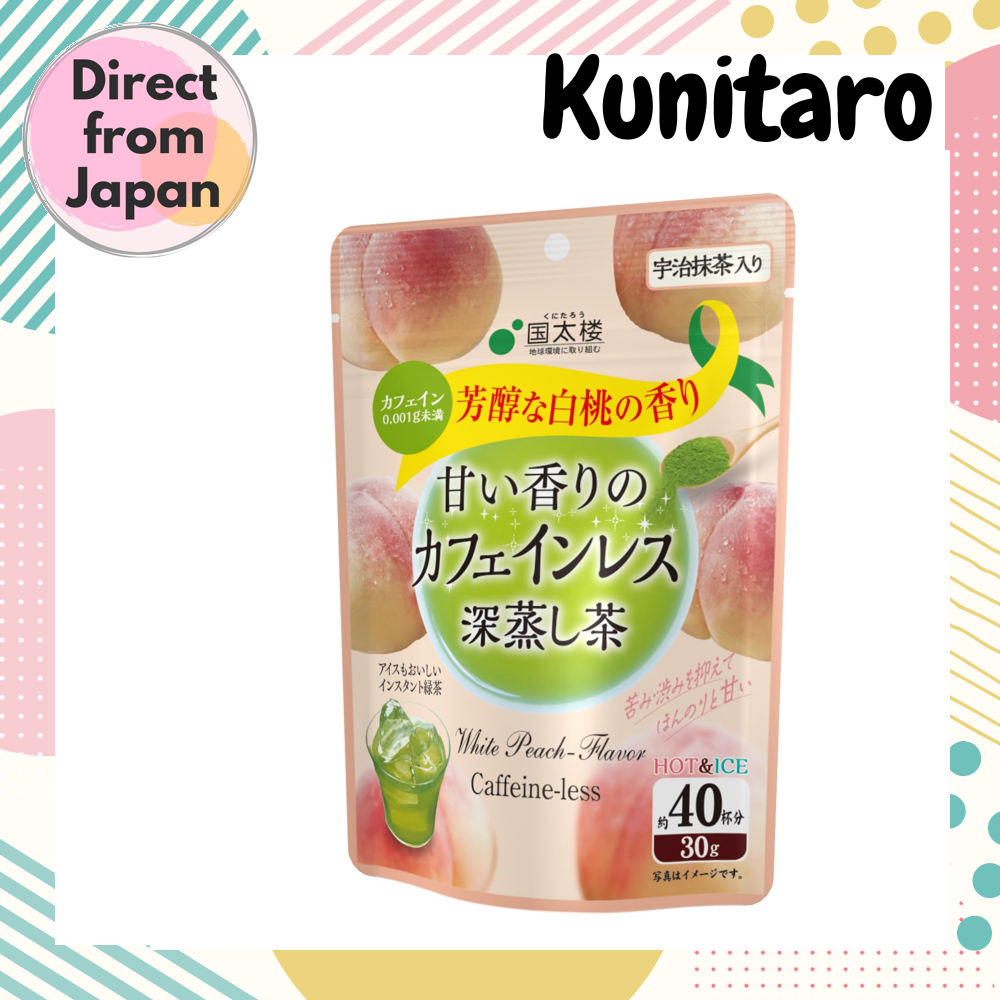 Direct
from
Japan
Kunitaro
宇治抹茶入り
くにたろう
国太楼
地球環境に取り組む
カフェイン
0.001g未満
芳醇な白桃の香り
甘い香りの
カフェインレス
深蒸し茶
アイスもおいしい
インスタント緑茶
苦み渋みを抑えて
ほんのりと甘い
White Peach-Flavor
Caffeine-less
HOT&ICE
約40杯分
30g
写真はイメージです。